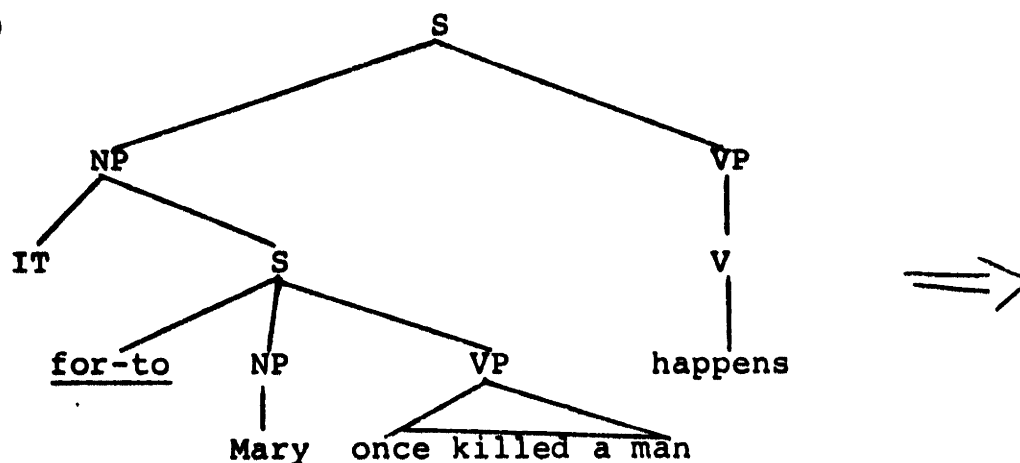 )
S
NP VP
IT S V
for-to NP VP happens
Mary once killed a man